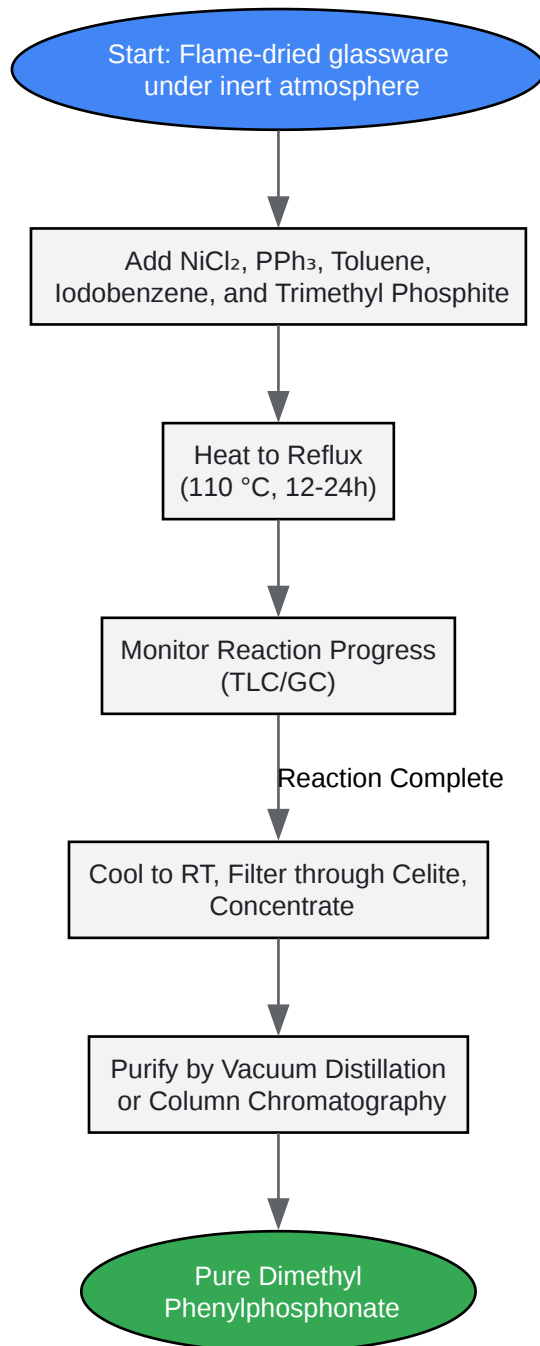 Start: Flame-dried glassware
under inert atmosphere
Add NiCl₂, PPh₃, Toluene,
Iodobenzene, and Trimethyl Phosphite
Heat to Reflux
(110 °C, 12-24h)
Monitor Reaction Progress
(TLC/GC)
Reaction Complete
Cool to RT, Filter through Celite,
Concentrate
Purify by Vacuum Distillation
or Column Chromatography
Pure Dimethyl
Phenylphosphonate